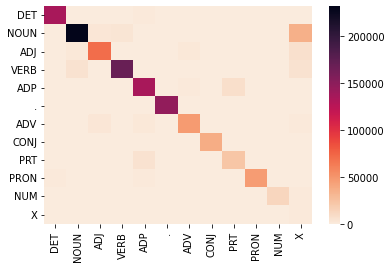 DET
NOUN
ADJ
VERB
ADP
.
ADV
CONJ
PRT
PRON
NUM
X
DET NOUN ADJ VERB ADP . ADV CONJ PRT PRON NUM X
200000
150000
100000
50000
0